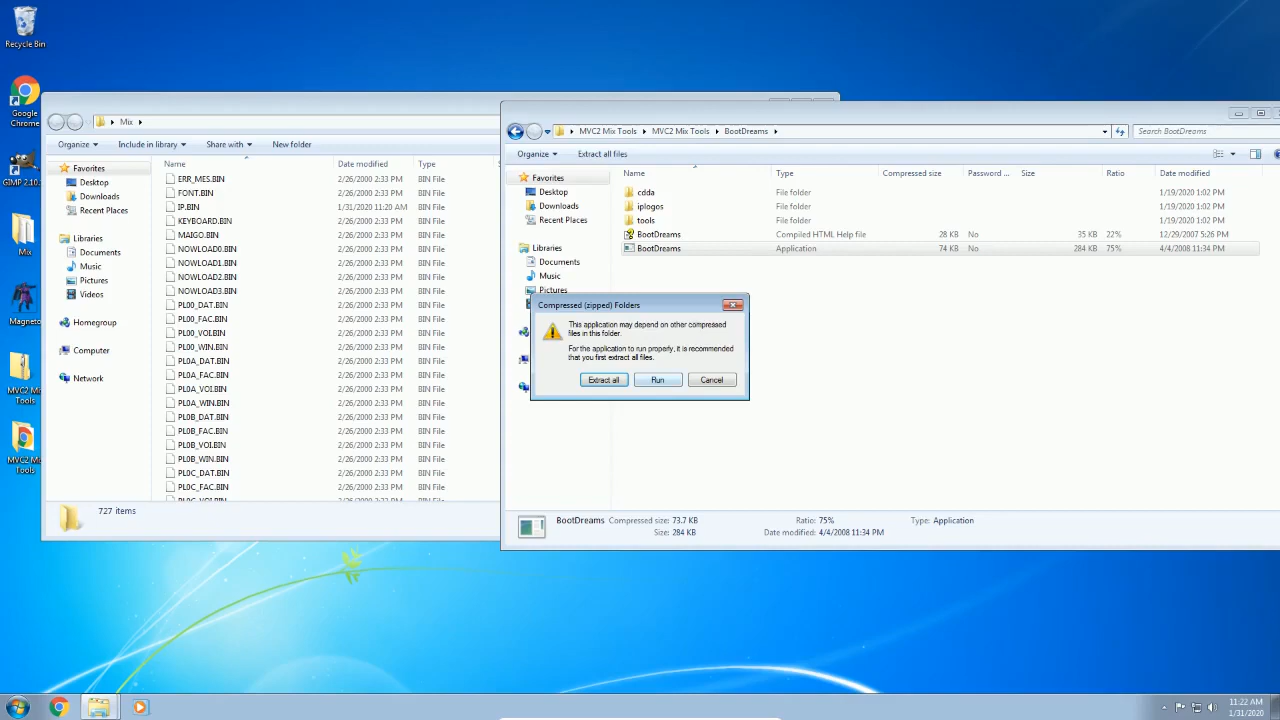 Recycle Bin
Google
Chrome
GIMP 2.10.
Mix
Magneto
MVC2 Mix
Tools
MVC2 Mi
Tools
Mix
Organize
Include in library
Share with
New folder
Favorites
Desktop
Downloads
Recent Places
Libraries
Documents
Music
Pictures
Videos
Homegroup
Computer
Network
Name Date modified Type
ERR_MES.BIN 2/26/2000 2:33 PM BIN File
FONT.BIN 2/26/2000 2:33 PM BIN File
IP.BIN 1/31/2020 11:20 AM BIN File
KEYBOARD.BIN 2/26/2000 2:33 PM BIN File
MAIGO.BIN 2/26/2000 2:33 PM BIN File
NOWLOAD0.BIN 2/26/2000 2:33 PM BIN File
NOWLOAD1.BIN 2/26/2000 2:33 PM BIN File
NOWLOAD2.BIN 2/26/2000 2:33 PM BIN File
NOWLOAD3.BIN 2/26/2000 2:33 PM BIN File
PL00_DAT.BIN 2/26/2000 2:33 PM BIN File
PL00_FAC.BIN 2/26/2000 2:33 PM BIN File
PL00_VOI.BIN 2/26/2000 2:33 PM BIN File
PL00_WIN.BIN 2/26/2000 2:33 PM BIN File
PL0A_DAT.BIN 2/26/2000 2:33 PM BIN File
PL0A_FAC.BIN 2/26/2000 2:33 PM BIN File
PL0A_VOI.BIN 2/26/2000 2:33 PM BIN File
PL0A_WIN.BIN 2/26/2000 2:33 PM BIN File
PL0B_DAT.BIN 2/26/2000 2:33 PM BIN File
PL0B_FAC.BIN 2/26/2000 2:33 PM BIN File
PL0B_VOI.BIN 2/26/2000 2:33 PM BIN File
PL0B_WIN.BIN 2/26/2000 2:33 PM BIN File
PL0C_DAT.BIN 2/26/2000 2:33 PM BIN File
PL0C_FAC.BIN 2/26/2000 2:33 PM BIN File
PL0C_VOI.BIN 2/26/2000 2:33 PM BIN File
727 items
MVC2 Mix Tools MVC2 Mix Tools BootDreams
Search BootDreams
Organize
Extract all files
Favorites
Desktop
Downloads
Recent Places
Libraries
Documents
Music
Pictures
Name Type Compressed size Password ... Size Ratio Date modified
cdda File folder 1/19/2020 1:02 PM
iplogos File folder 1/19/2020 1:02 PM
tools File folder 1/19/2020 1:02 PM
BootDreams Compiled HTML Help file 28 KB No 35 KB 22% 12/29/2007 5:26 PM
BootDreams Application 74 KB No 284 KB 75% 4/4/2008 11:34 PM
Compressed (zipped) Folders
This application may depend on other compressed
files in this folder.
For the application to run properly, it is recommended
that you first extract all files.
Extract all
Run
Cancel
BootDreams Compressed size: 73.7 KB Ratio: 75% Type: Application
Size: 284 KB Date modified: 4/4/2008 11:34 PM
11:22 AM
1/31/2020